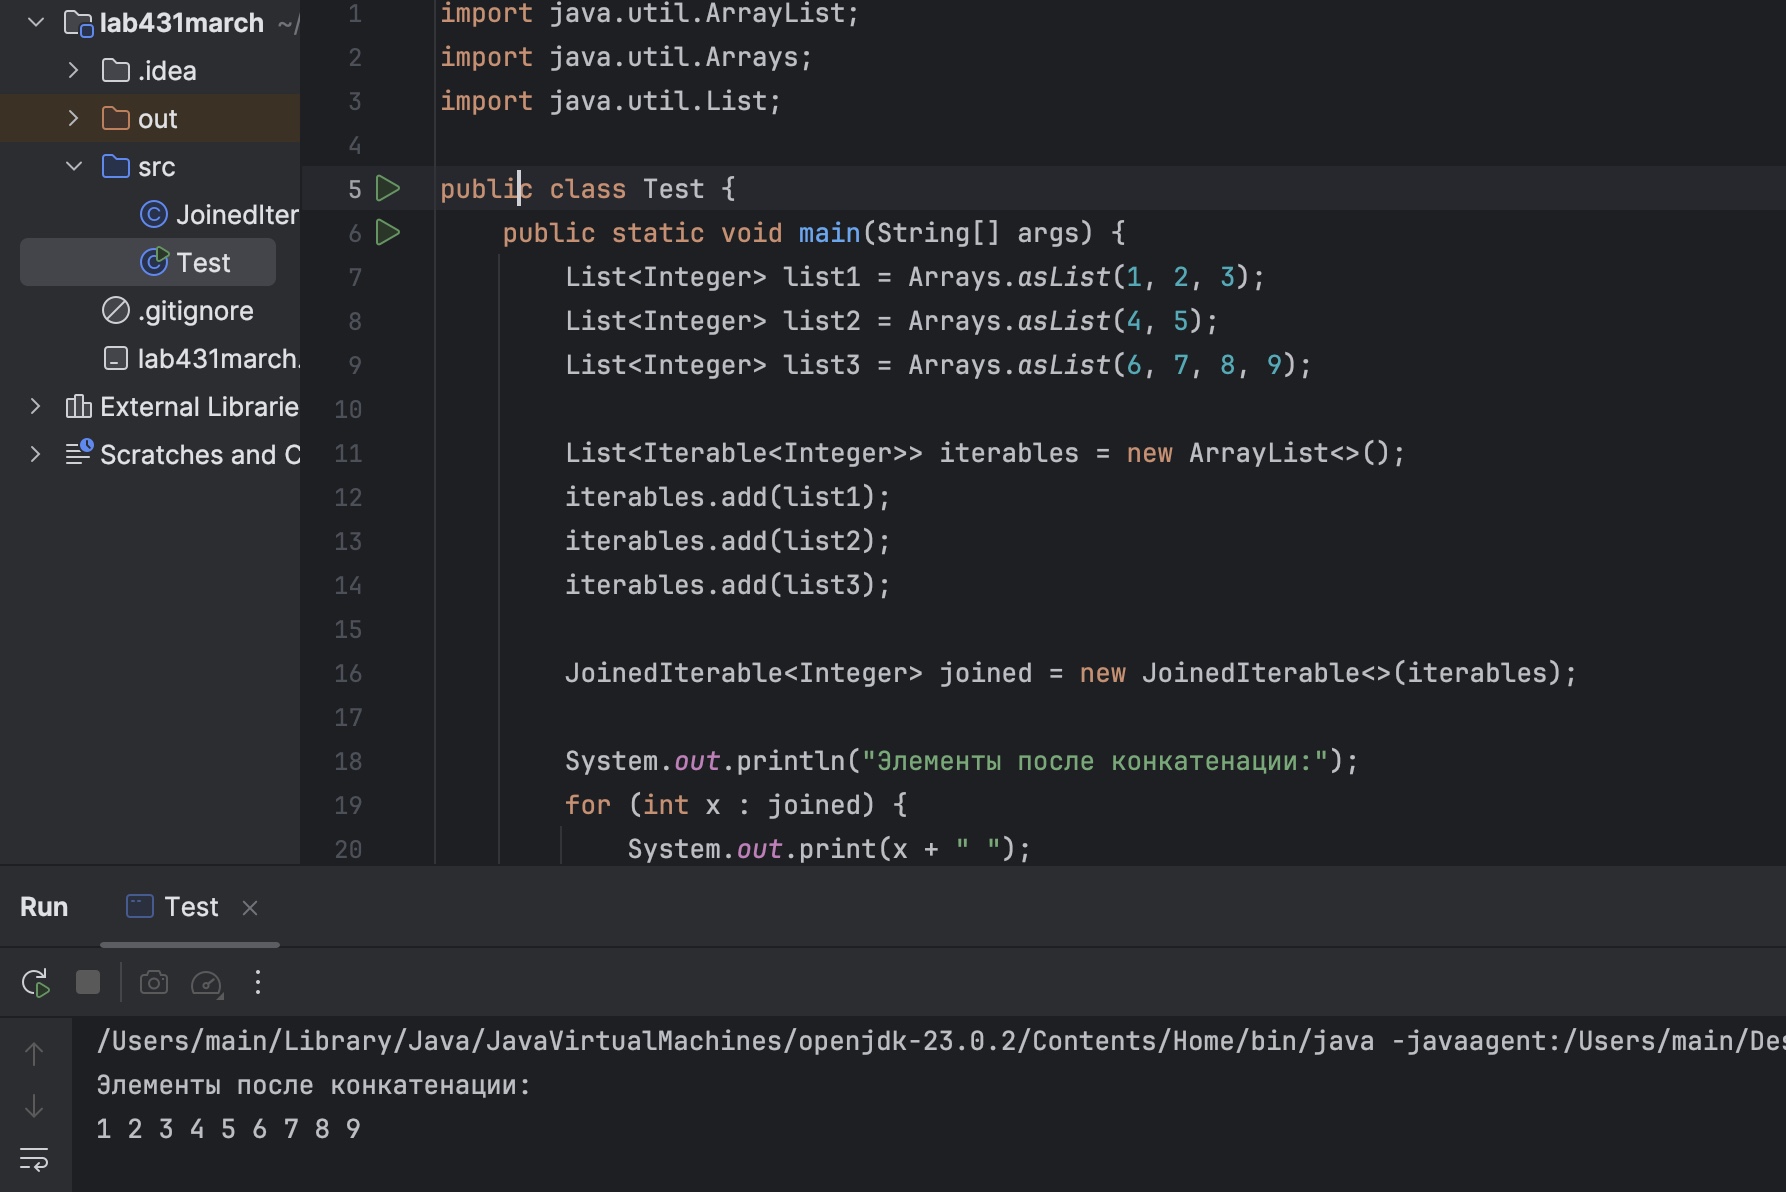 lab431march ~/
.idea
out
src
JoinedIter
Test
.gitignore
lab431march.
External Librarie
Scratches and C
1 import java.util.ArrayList;
2 import java.util.Arrays;
3 import java.util.List;
4
5 public class Test {
6 public static void main(String[] args) {
7 List<Integer> list1 = Arrays.asList(1, 2, 3);
8 List<Integer> list2 = Arrays.asList(4, 5);
9 List<Integer> list3 = Arrays.asList(6, 7, 8, 9);
10
11 List<Iterable<Integer>> iterables = new ArrayList<>();
12 iterables.add(list1);
13 iterables.add(list2);
14 iterables.add(list3);
15
16 JoinedIterable<Integer> joined = new JoinedIterable<>(iterables);
17
18 System.out.println("Элементы после конкатенации:");
19 for (int x : joined) {
20 System.out.print(x + " ");
Run Test
/Users/main/Library/Java/JavaVirtualMachines/openjdk-23.0.2/Contents/Home/bin/java -javaagent:/Users/main/Des
Элементы после конкатенации:
1 2 3 4 5 6 7 8 9